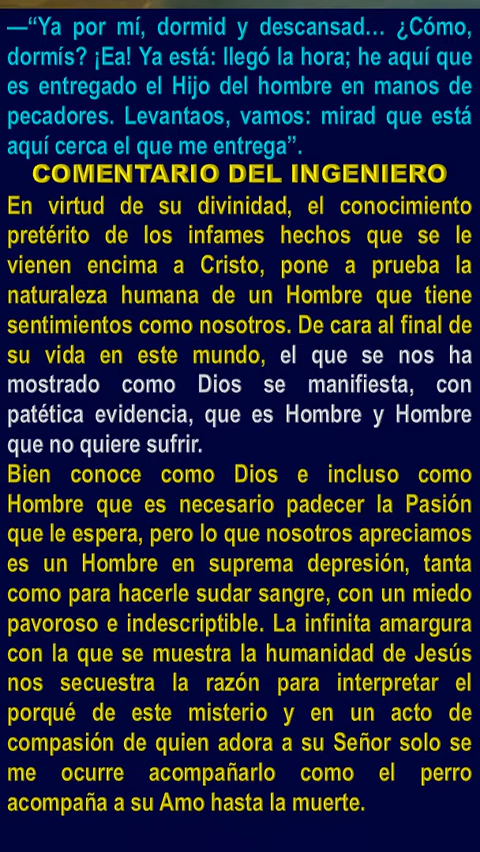 —“Ya por mí, dormid y descansad... ¿Cómo,
dormís? ¡Ea! Ya está: llegó la hora; he aquí que
es entregado el Hijo del hombre en manos de
pecadores. Levantaos, vamos: mirad que está
aquí cerca el que me entrega”.
COMENTARIO DEL INGENIERO
En virtud de su divinidad, el conocimiento
pretérito de los infames hechos que se le
vienen encima a Cristo, pone a prueba la
naturaleza humana de un Hombre que tiene
sentimientos como nosotros. De cara al final de
su vida en este mundo, el que se nos ha
mostrado como Dios se manifiesta, con
patética evidencia, que es Hombre y Hombre
que no quiere sufrir.
Bien conoce como Dios e incluso como
Hombre que es necesario padecer la Pasión
que le espera, pero lo que nosotros apreciamos
es un Hombre en suprema depresión, tanta
como para hacerle sudar sangre, con un miedo
pavoroso e indescriptible. La infinita amargura
con la que se muestra la humanidad de Jesús
nos secuestra la razón para interpretar el
porqué de este misterio y en un acto de
compasión de quien adora a su Señor solo se
me ocurre acompañarlo como el perro
acompaña a su Amo hasta la muerte.